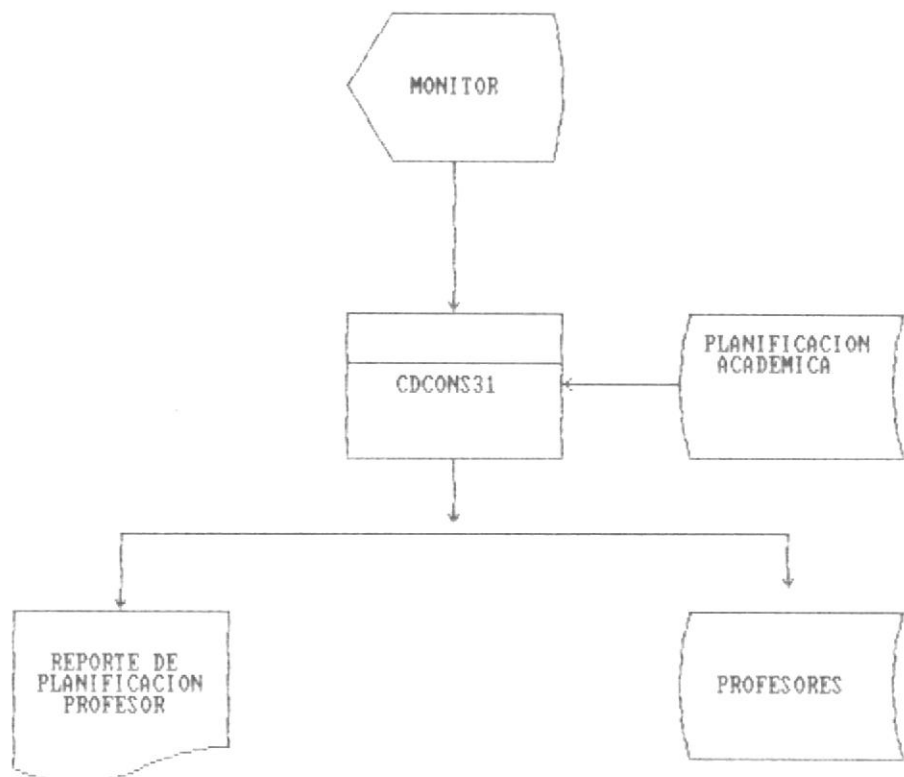 MONITOR
CDCONS31
PLANIFICACION
ACADEMICA
REPORTE DE
PLANIFICACION
PROFESOR
PROFESORES